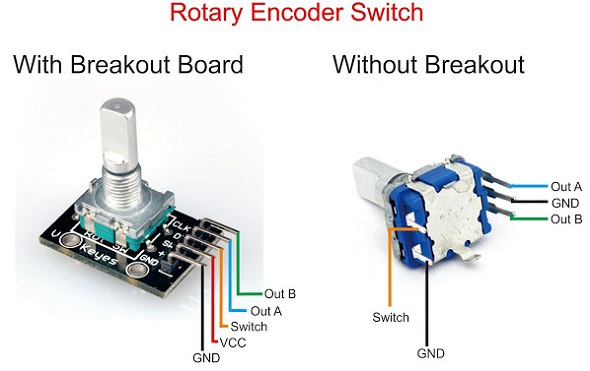 Rotary Encoder Switch
With Breakout Board
Without Breakout
CLK
D
SW
+
GND
Keyes
Out B
Out A
Switch
VCC
GND
Out A
GND
Out B
Switch
GND